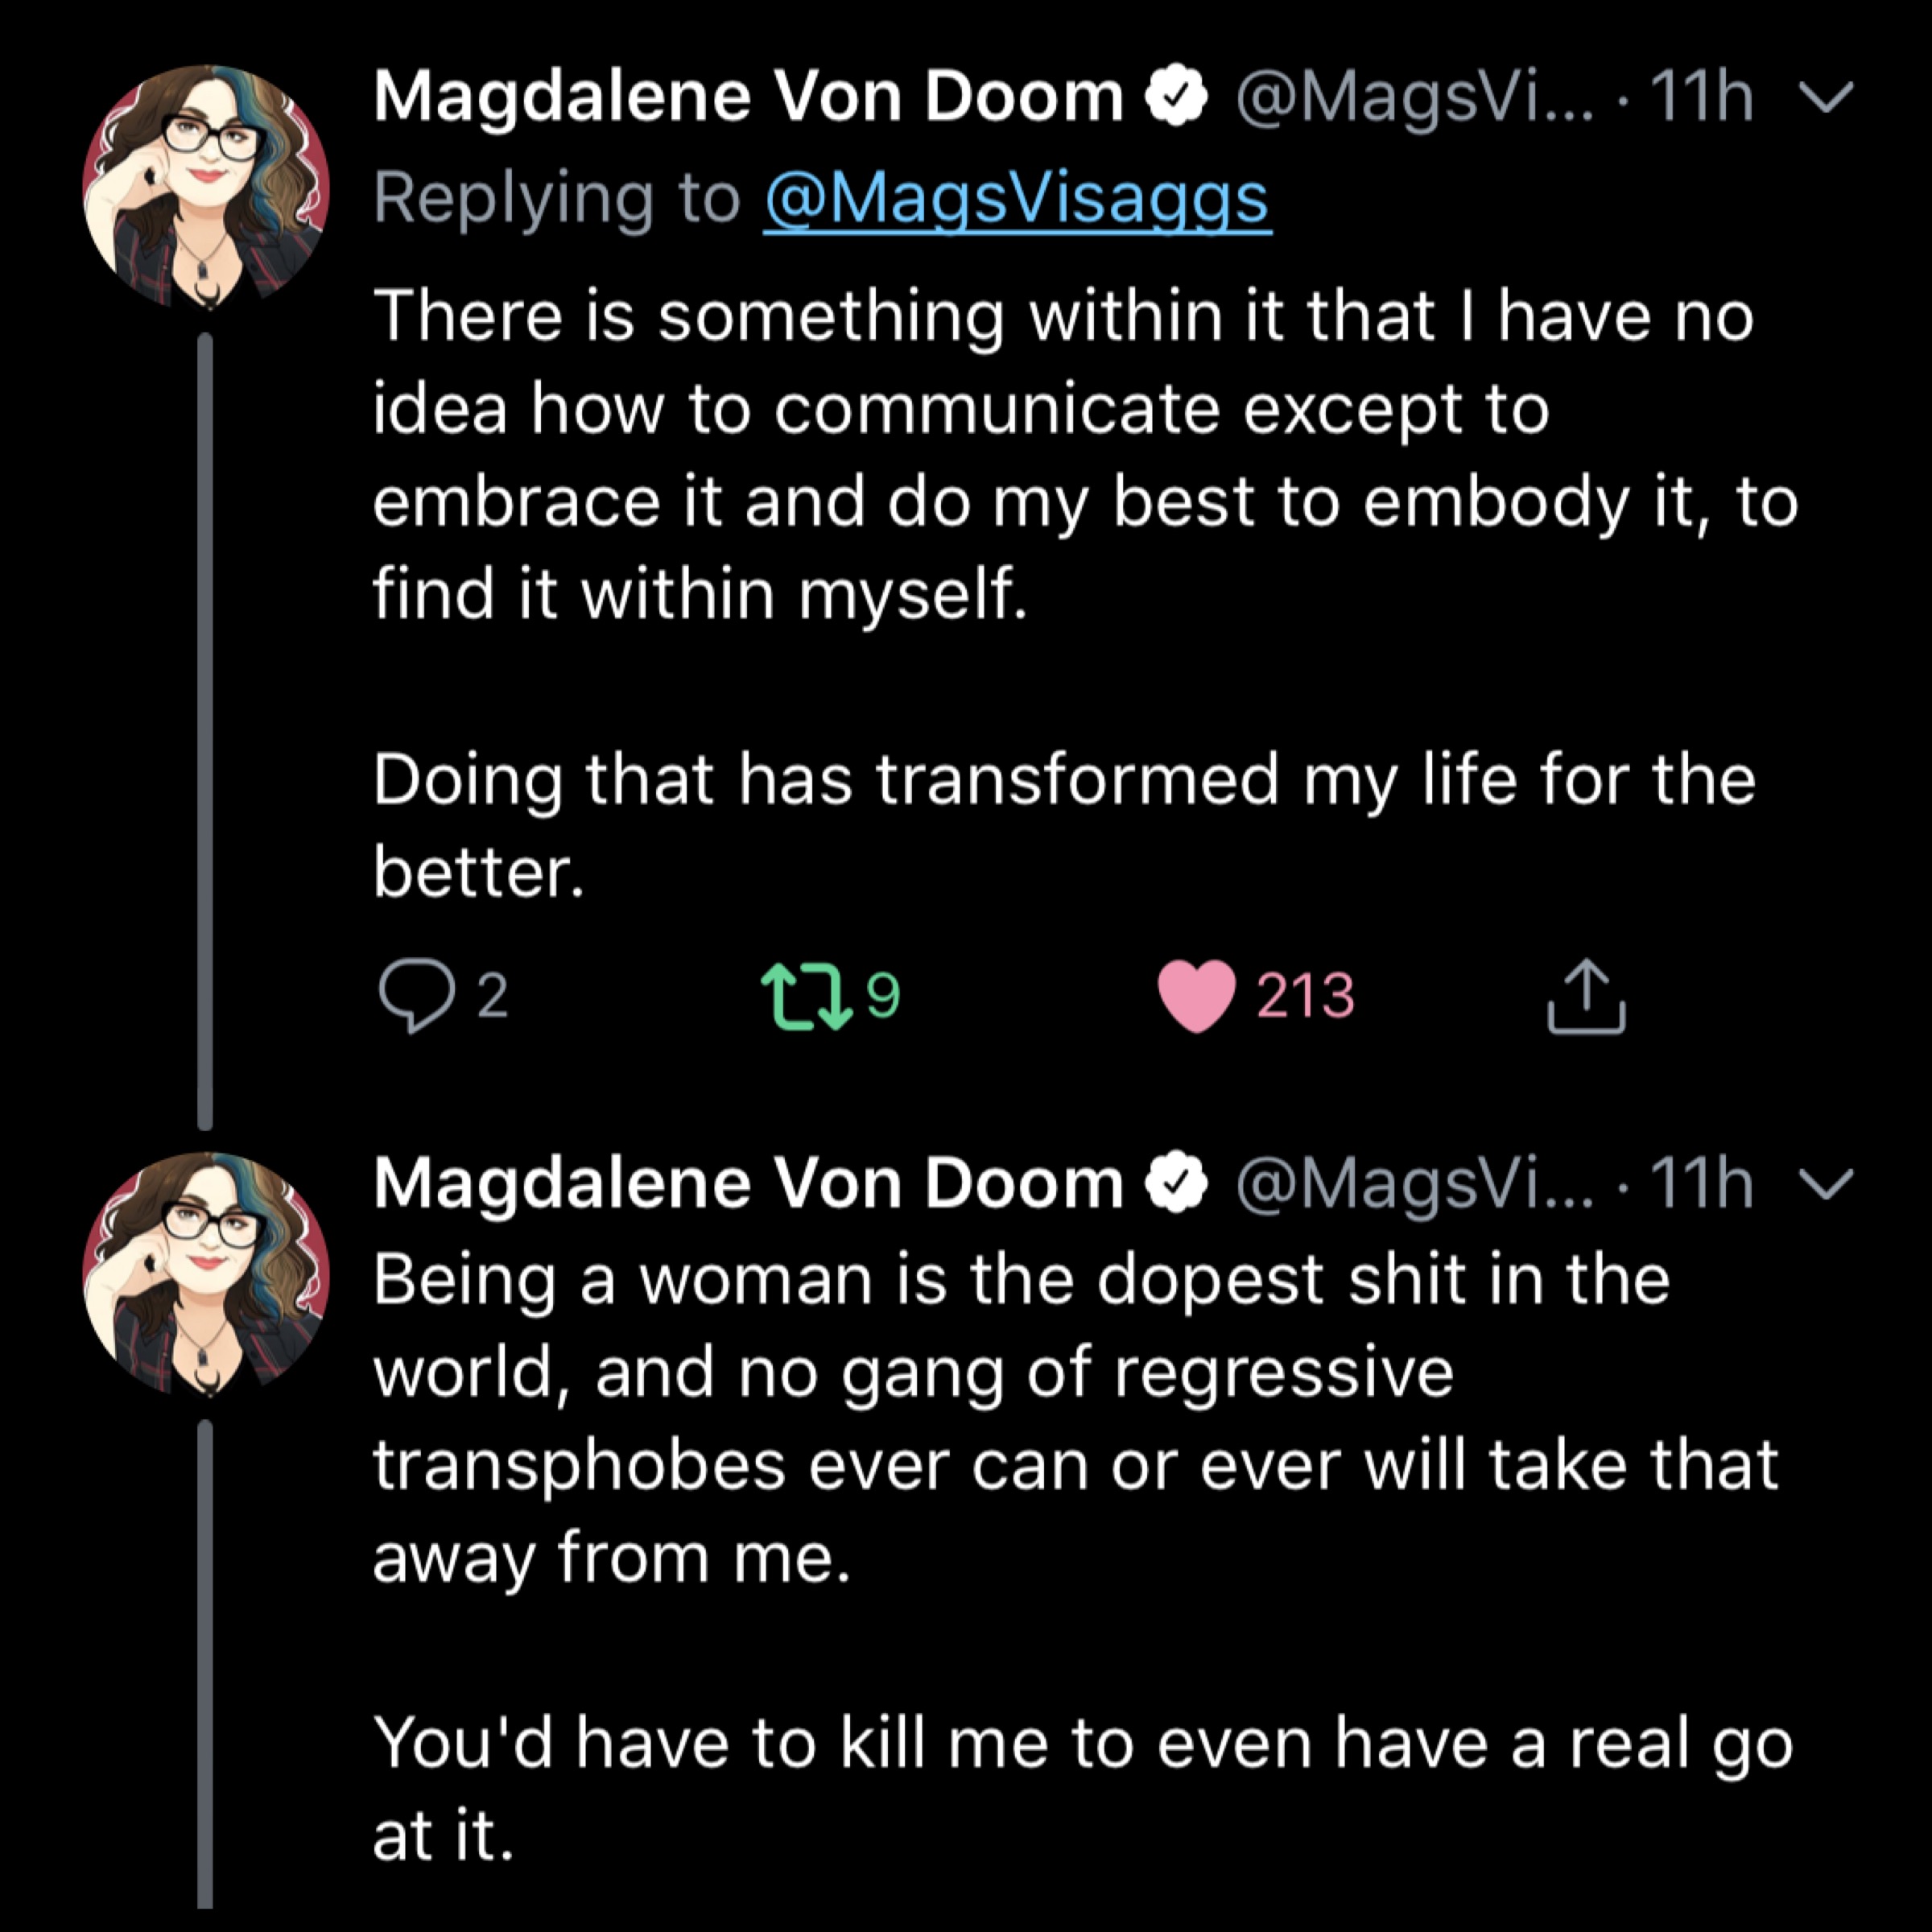 Magdalene Von Doom @MagsVi... · 11h
Replying to @MagsVisaggs
There is something within it that I have no
idea how to communicate except to
embrace it and do my best to embody it, to
find it within myself.
Doing that has transformed my life for the
better.
2 9 213
Magdalene Von Doom @MagsVi... · 11h
Being a woman is the dopest shit in the
world, and no gang of regressive
transphobes ever can or ever will take that
away from me.
You'd have to kill me to even have a real go
at it.